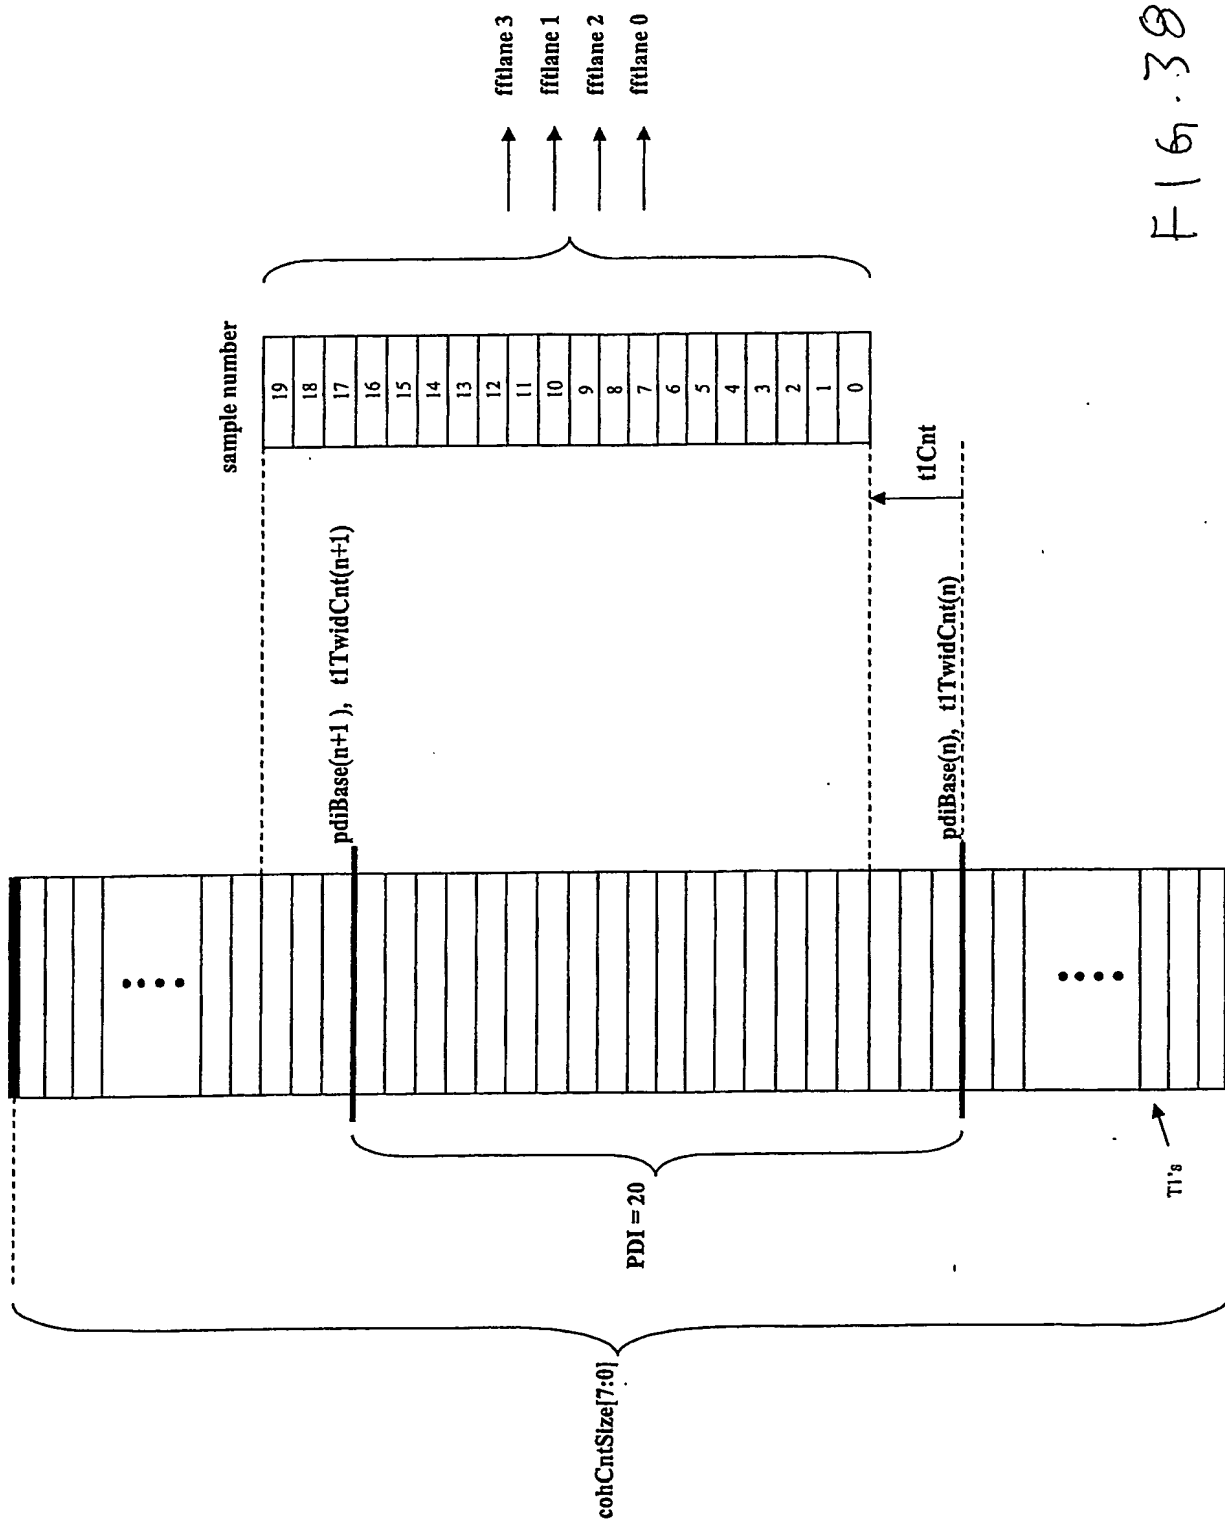 cohCntSize[7:0]
PDI = 20
T1's
pdiBase(n+1), t1TwidCnt(n+1)
pdiBase(n), t1TwidCnt(n)
t1Cnt
sample number
19
18
17
16
15
14
13
12
11
10
9
8
7
6
5
4
3
2
1
0
fftlane 3
fftlane 1
fftlane 2
fftlane 0
FIG. 38